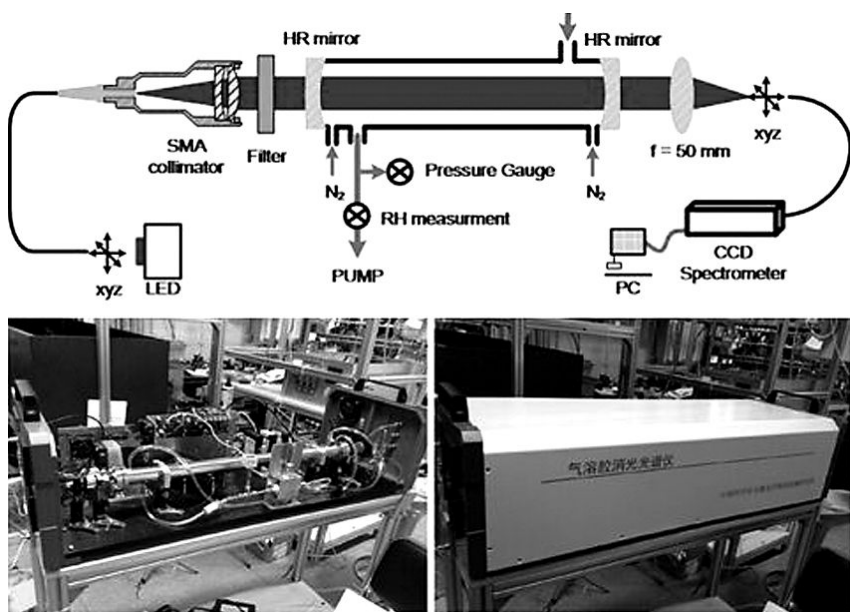 HR mirror
HR mirror
SMA
collimator
Filter
f = 50 mm
xyz
N₂
Pressure Gauge
N₂
RH measurment
PUMP
xyz
LED
PC
CCD
Spectrometer
气溶胶消光光谱仪